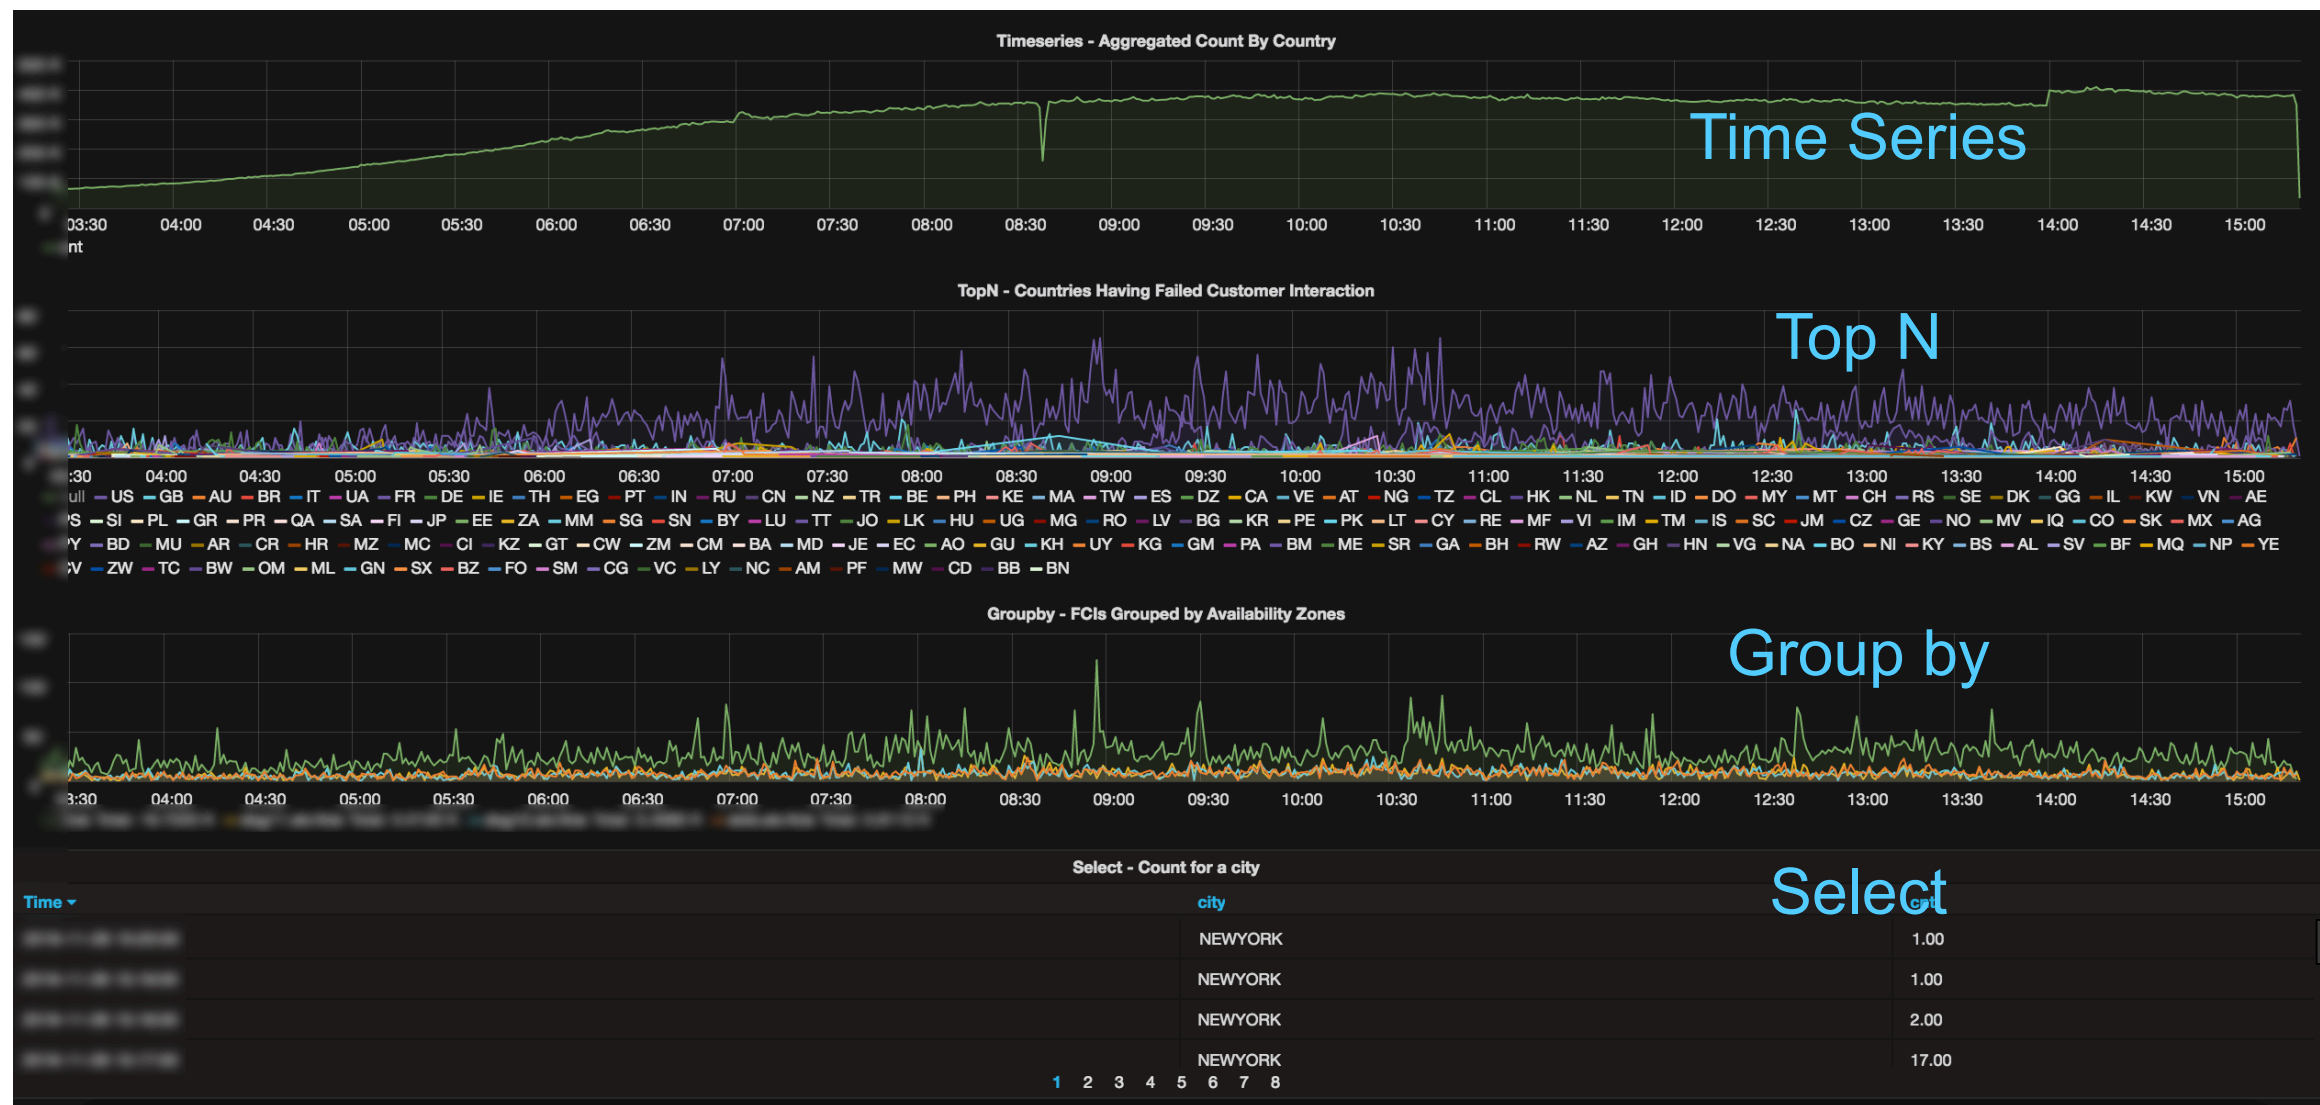 Timeseries - Aggregated Count By Country
Time Series
03:30 04:00 04:30 05:00 05:30 06:00 06:30 07:00 07:30 08:00 08:30 09:00 09:30 10:00 10:30 11:00 11:30 12:00 12:30 13:00 13:30 14:00 14:30 15:00
nt
TopN - Countries Having Failed Customer Interaction
Top N
:30 04:00 04:30 05:00 05:30 06:00 06:30 07:00 07:30 08:00 08:30 09:00 09:30 10:00 10:30 11:00 11:30 12:00 12:30 13:00 13:30 14:00 14:30 15:00
ull US GB AU BR IT UA FR DE IE TH EG PT IN RU CN NZ TR BE PH KE MA TW ES DZ CA VE AT NG TZ CL HK NL TN ID DO MY MT CH RS SE DK GG IL KW VN AE
PS SI PL GR PR QA SA FI JP EE ZA MM SG SN BY LU TT JO LK HU UG MG RO LV BG KR PE PK LT CY RE MF VI IM TM IS SC JM CZ GE NO MV IQ CO SK MX AG
PY BD MU AR CR HR MZ MC CI KZ GT CW ZM CM BA MD JE EC AO GU KH UY KG GM PA BM ME SR GA BH RW AZ GH HN VG NA BO NI KY BS AL SV BF MQ NP YE
CV ZW TC BW OM ML GN SX BZ FO SM CG VC LY NC AM PF MW CD BB BN
Groupby - FCIs Grouped by Availability Zones
Group by
3:30 04:00 04:30 05:00 05:30 06:00 06:30 07:00 07:30 08:00 08:30 09:00 09:30 10:00 10:30 11:00 11:30 12:00 12:30 13:00 13:30 14:00 14:30 15:00
Select - Count for a city
Select
Time city cnt
NEWYORK 1.00
NEWYORK 1.00
NEWYORK 2.00
NEWYORK 17.00
1 2 3 4 5 6 7 8